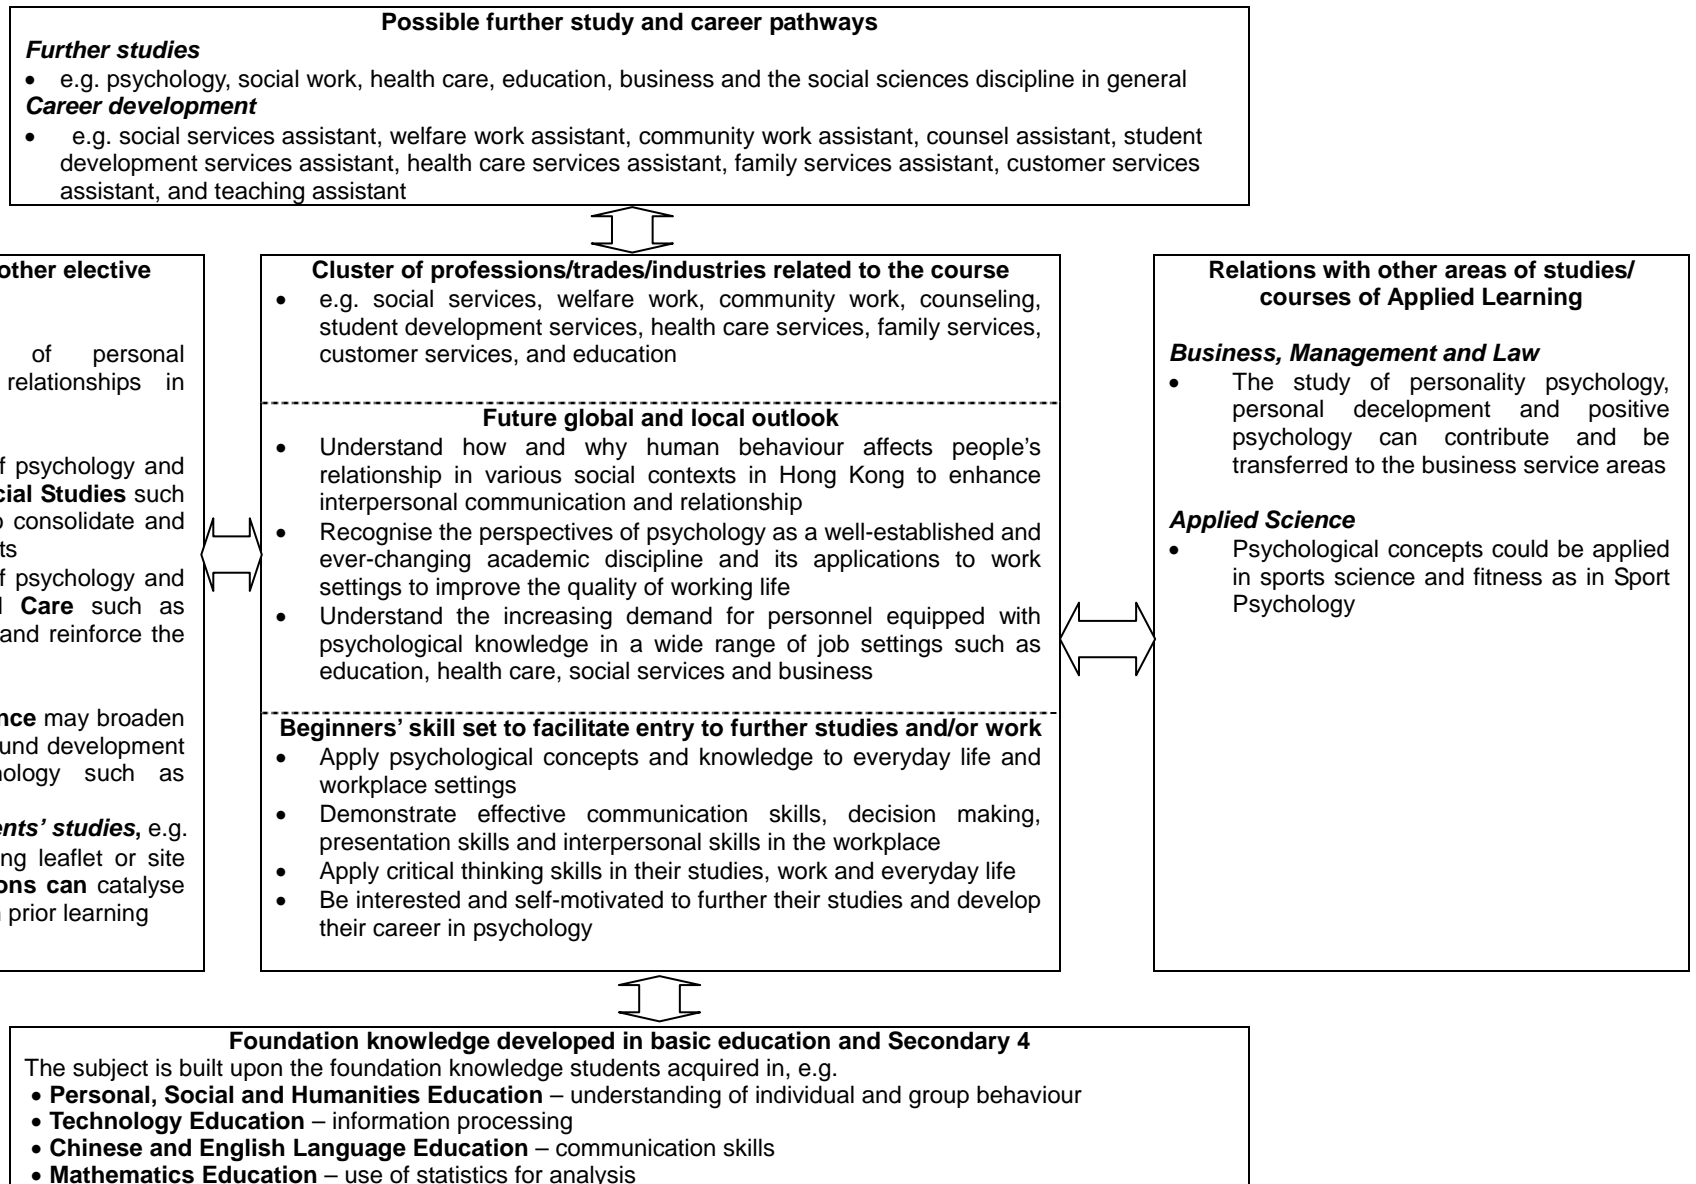 Possible further study and career pathways
Further studies
• e.g. psychology, social work, health care, education, business and the social sciences discipline in general
Career development
• e.g. social services assistant, welfare work assistant, community work assistant, counsel assistant, student
development services assistant, health care services assistant, family services assistant, customer services
assistant, and teaching assistant
other elective
of personal
relationships in
f psychology and
cial Studies such
o consolidate and
ts
f psychology and
l Care such as
and reinforce the
nce may broaden
und development
ology such as
ents' studies, e.g.
ng leaflet or site
ons can catalyse
n prior learning
Cluster of professions/trades/industries related to the course
• e.g. social services, welfare work, community work, counseling,
student development services, health care services, family services,
customer services, and education
Future global and local outlook
• Understand how and why human behaviour affects people's
relationship in various social contexts in Hong Kong to enhance
interpersonal communication and relationship
• Recognise the perspectives of psychology as a well-established and
ever-changing academic discipline and its applications to work
settings to improve the quality of working life
• Understand the increasing demand for personnel equipped with
psychological knowledge in a wide range of job settings such as
education, health care, social services and business
Beginners' skill set to facilitate entry to further studies and/or work
• Apply psychological concepts and knowledge to everyday life and
workplace settings
• Demonstrate effective communication skills, decision making,
presentation skills and interpersonal skills in the workplace
• Apply critical thinking skills in their studies, work and everyday life
• Be interested and self-motivated to further their studies and develop
their career in psychology
Relations with other areas of studies/
courses of Applied Learning
Business, Management and Law
• The study of personality psychology,
personal decelopment and positive
psychology can contribute and be
transferred to the business service areas
Applied Science
• Psychological concepts could be applied
in sports science and fitness as in Sport
Psychology
Foundation knowledge developed in basic education and Secondary 4
The subject is built upon the foundation knowledge students acquired in, e.g.
• Personal, Social and Humanities Education – understanding of individual and group behaviour
• Technology Education – information processing
• Chinese and English Language Education – communication skills
• Mathematics Education – use of statistics for analysis